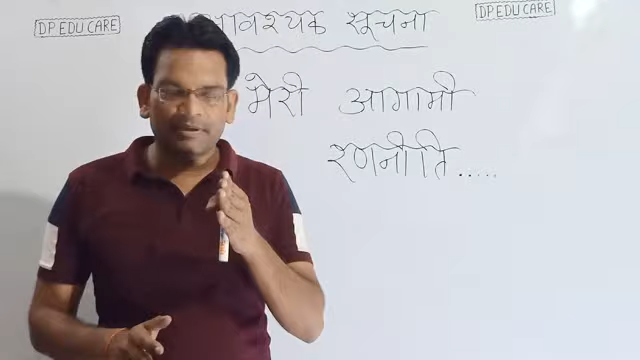 DP EDU CARE
DP EDU CARE
आवश्यक सूचना
मेरी आगामी
रणनीति.....